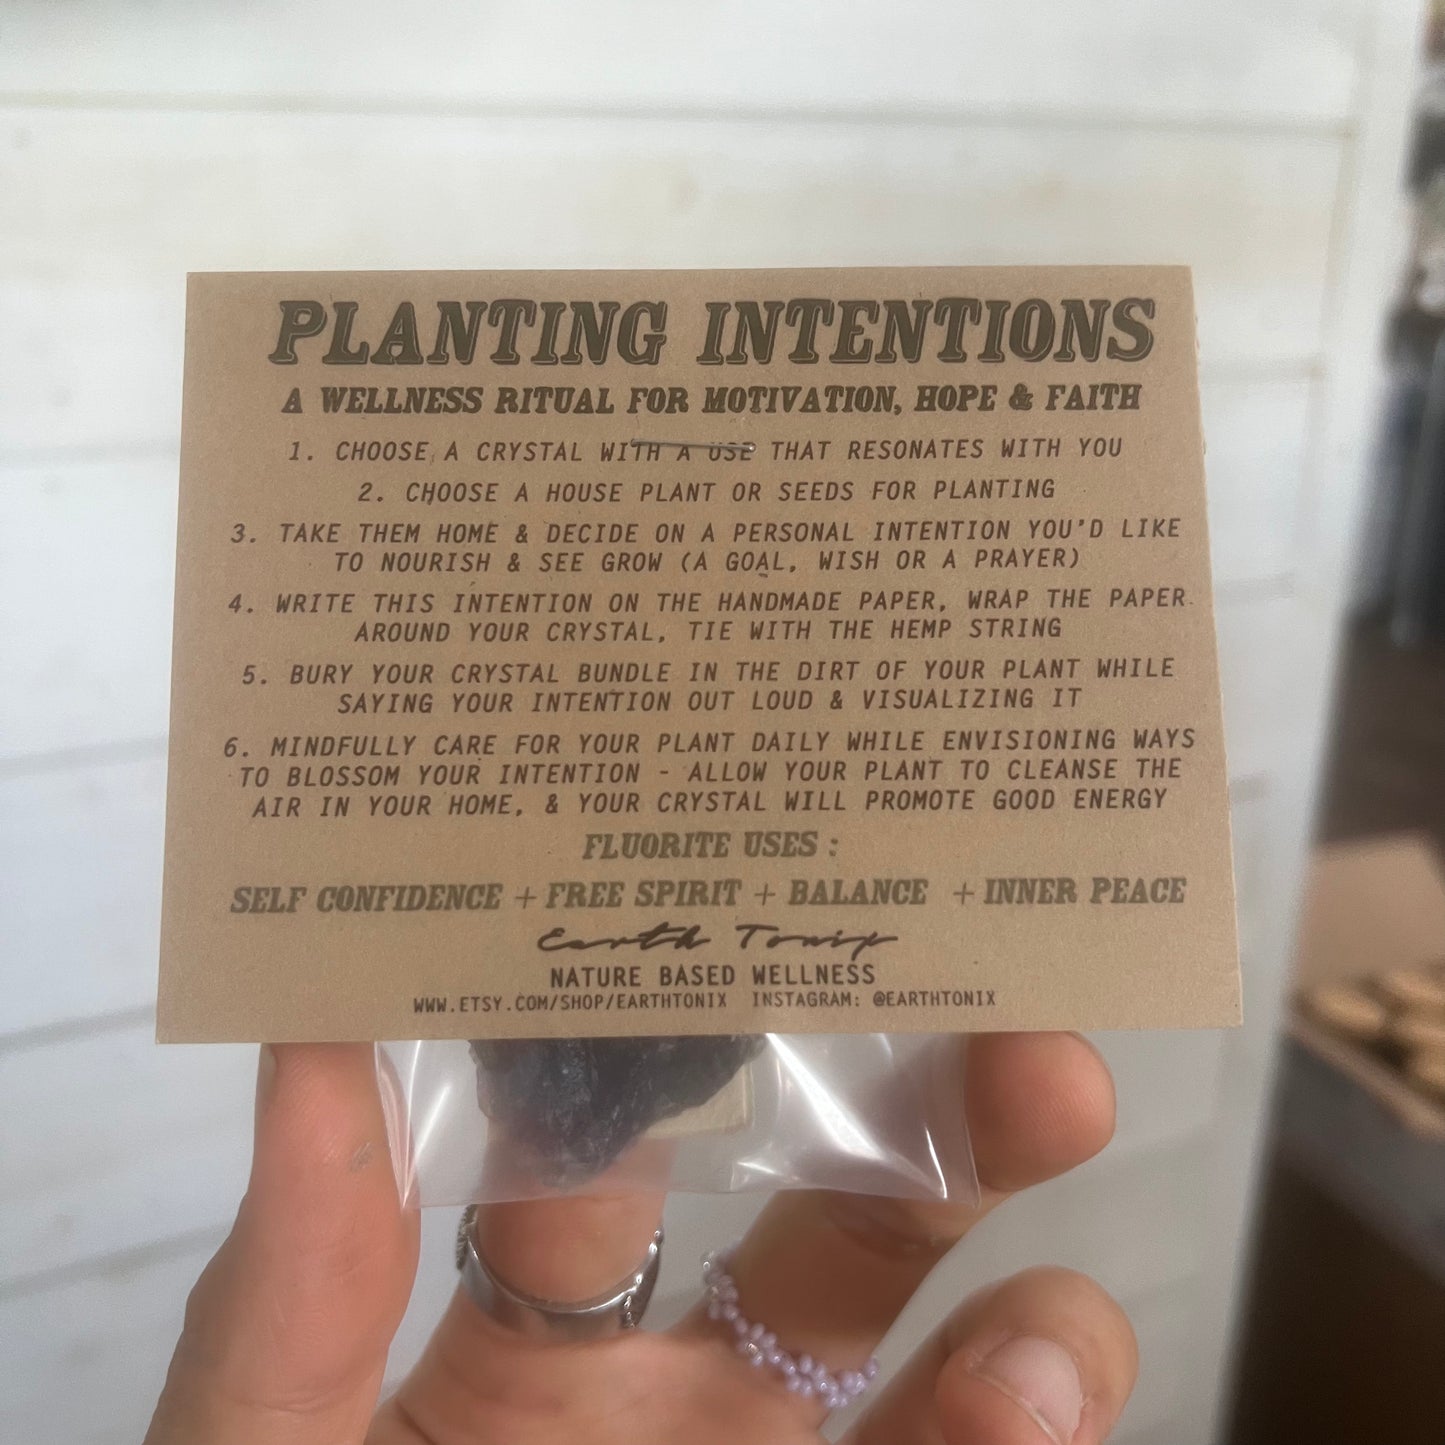 PLANTING INTENTIONS
A WELLNESS RITUAL FOR MOTIVATION, HOPE & FAITH
1. CHOOSE A CRYSTAL WITH A USE THAT RESONATES WITH YOU
2. CHOOSE A HOUSE PLANT OR SEEDS FOR PLANTING
3. TAKE THEM HOME & DECIDE ON A PERSONAL INTENTION YOU'D LIKE
TO NOURISH & SEE GROW (A GOAL, WISH OR A PRAYER)
4. WRITE THIS INTENTION ON THE HANDMADE PAPER, WRAP THE PAPER
AROUND YOUR CRYSTAL, TIE WITH THE HEMP STRING
5. BURY YOUR CRYSTAL BUNDLE IN THE DIRT OF YOUR PLANT WHILE
SAYING YOUR INTENTION OUT LOUD & VISUALIZING IT
6. MINDFULLY CARE FOR YOUR PLANT DAILY WHILE ENVISIONING WAYS
TO BLOSSOM YOUR INTENTION - ALLOW YOUR PLANT TO CLEANSE THE
AIR IN YOUR HOME, & YOUR CRYSTAL WILL PROMOTE GOOD ENERGY
FLUORITE USES :
SELF CONFIDENCE + FREE SPIRIT + BALANCE + INNER PEACE
Earth Tonix
NATURE BASED WELLNESS
WWW.ETSY.COM/SHOP/EARTHTONIX INSTAGRAM: @EARTHTONIX